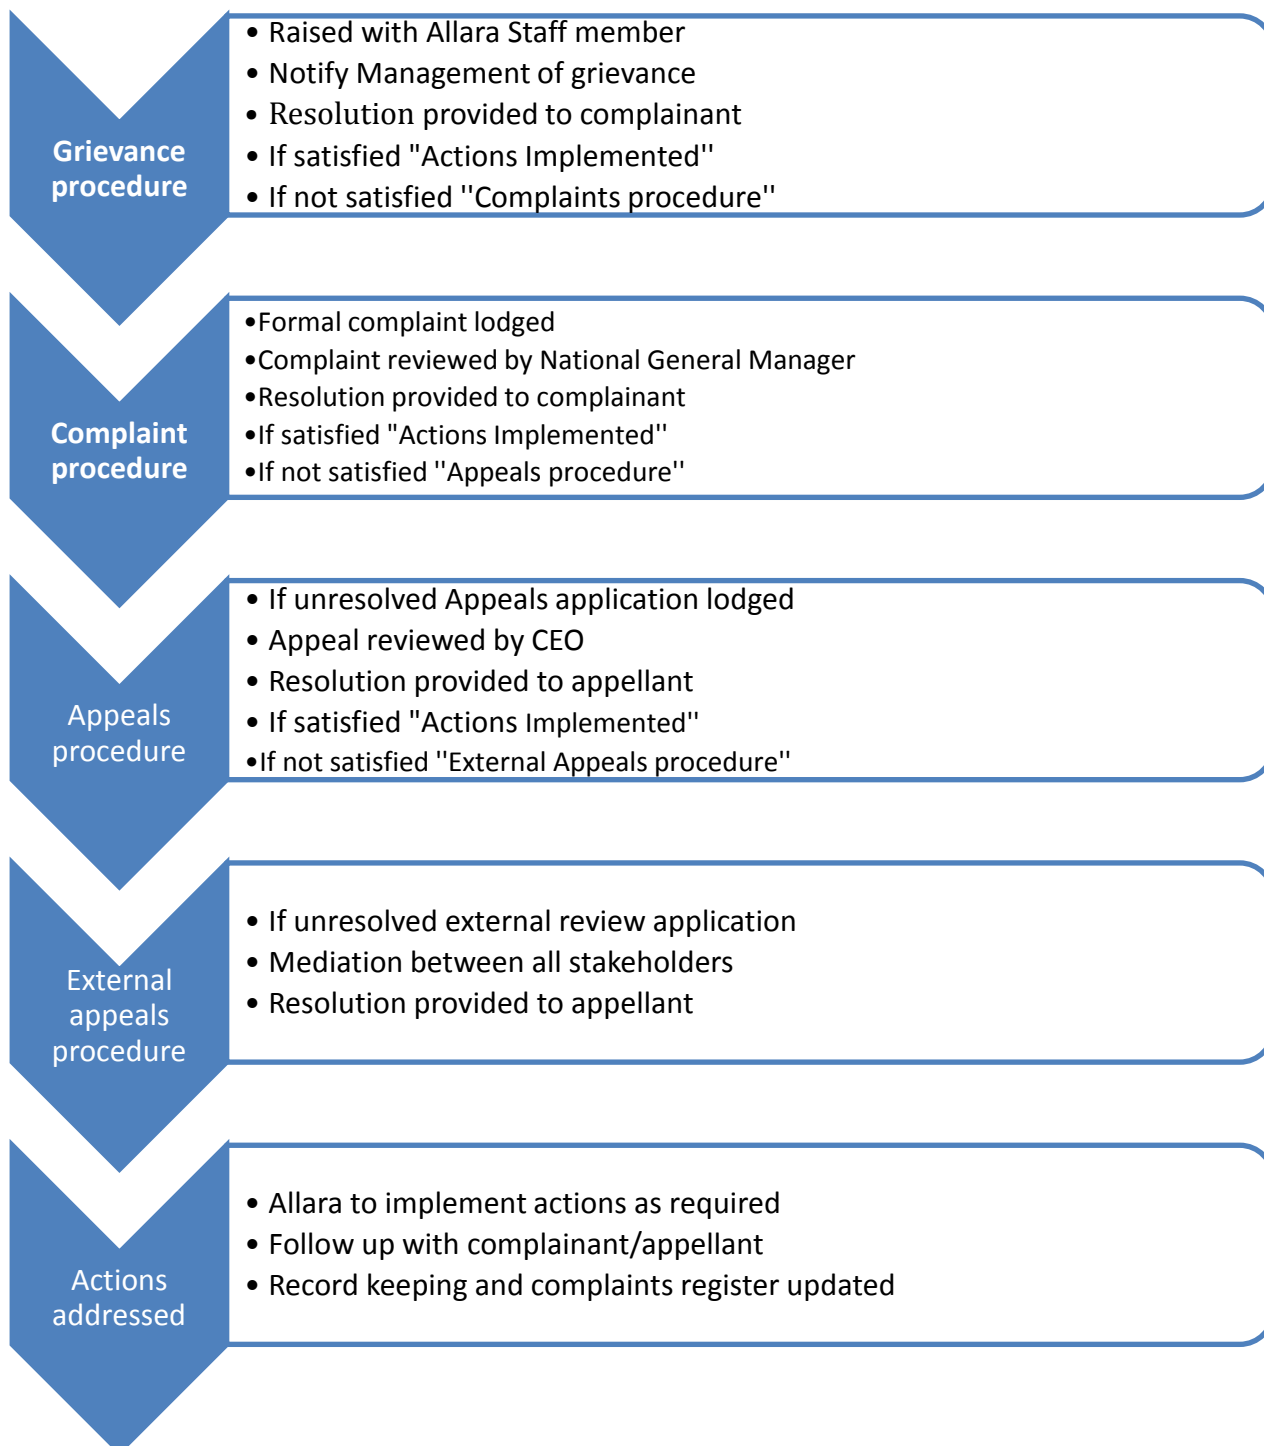 Grievance
procedure
• Raised with Allara Staff member
• Notify Management of grievance
• Resolution provided to complainant
• If satisfied "Actions Implemented''
• If not satisfied ''Complaints procedure''
Complaint
procedure
•Formal complaint lodged
•Complaint reviewed by National General Manager
•Resolution provided to complainant
•If satisfied "Actions Implemented''
•If not satisfied ''Appeals procedure''
Appeals
procedure
• If unresolved Appeals application lodged
• Appeal reviewed by CEO
• Resolution provided to appellant
• If satisfied "Actions Implemented''
•If not satisfied ''External Appeals procedure''
External
appeals
procedure
• If unresolved external review application
• Mediation between all stakeholders
• Resolution provided to appellant
Actions
addressed
• Allara to implement actions as required
• Follow up with complainant/appellant
• Record keeping and complaints register updated